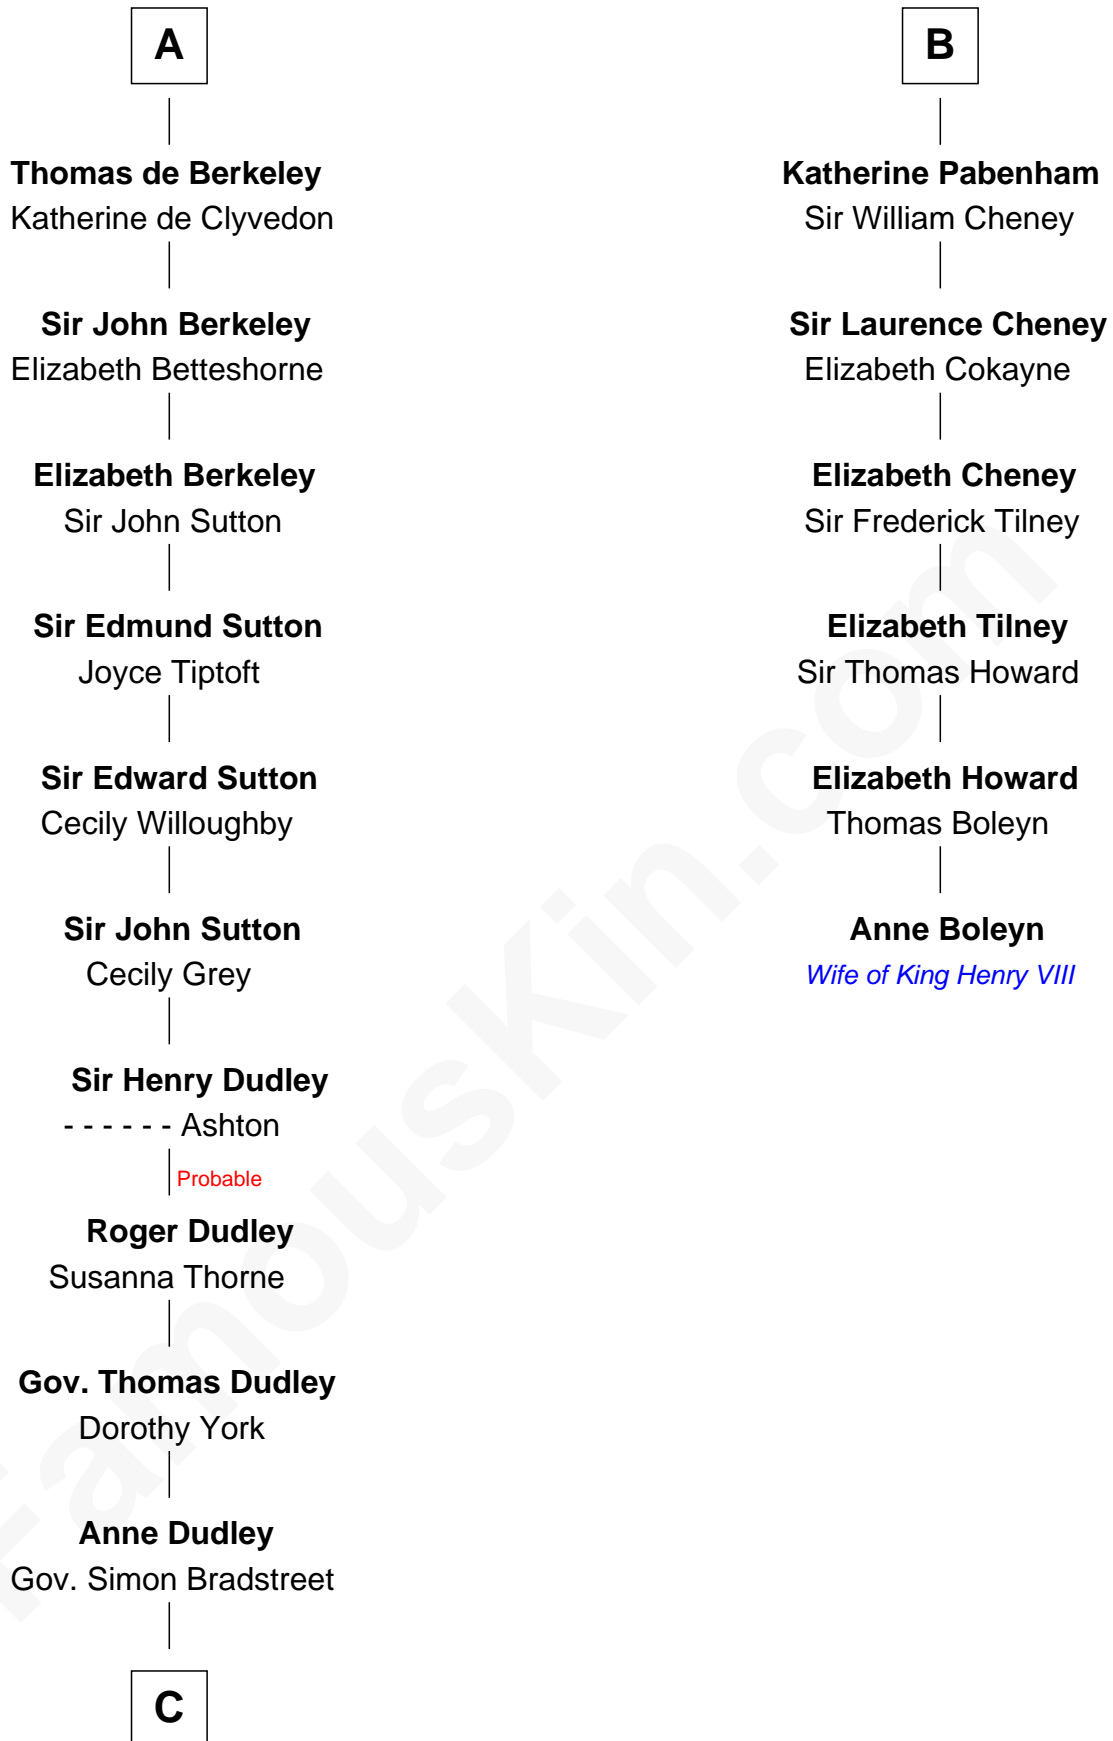 A
Thomas de Berkeley
Katherine de Clyvedon
Sir John Berkeley
Elizabeth Betteshorne
Elizabeth Berkeley
Sir John Sutton
Sir Edmund Sutton
Joyce Tiptoft
Sir Edward Sutton
Cecily Willoughby
Sir John Sutton
Cecily Grey
Sir Henry Dudley
- - - - - - Ashton
Probable
Roger Dudley
Susanna Thorne
Gov. Thomas Dudley
Dorothy York
Anne Dudley
Gov. Simon Bradstreet
C
B
Katherine Pabenham
Sir William Cheney
Sir Laurence Cheney
Elizabeth Cokayne
Elizabeth Cheney
Sir Frederick Tilney
Elizabeth Tilney
Sir Thomas Howard
Elizabeth Howard
Thomas Boleyn
Anne Boleyn
Wife of King Henry VIII
FamousKin.com